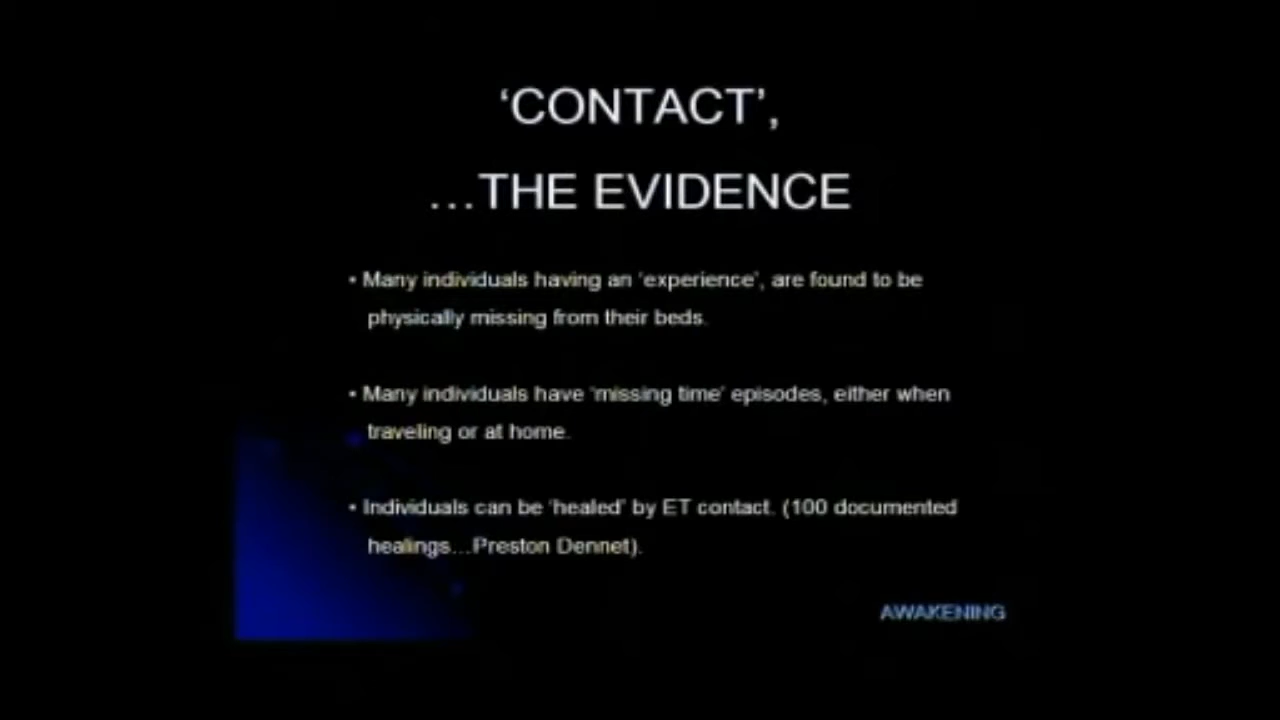 ‘CONTACT’,
…THE EVIDENCE
• Many individuals having an ‘experience’, are found to be
physically missing from their beds.
• Many individuals have ‘missing time’ episodes, either when
traveling or at home.
• Individuals can be ‘healed’ by ET contact. (100 documented
healings…Preston Dennet).
AWAKENING